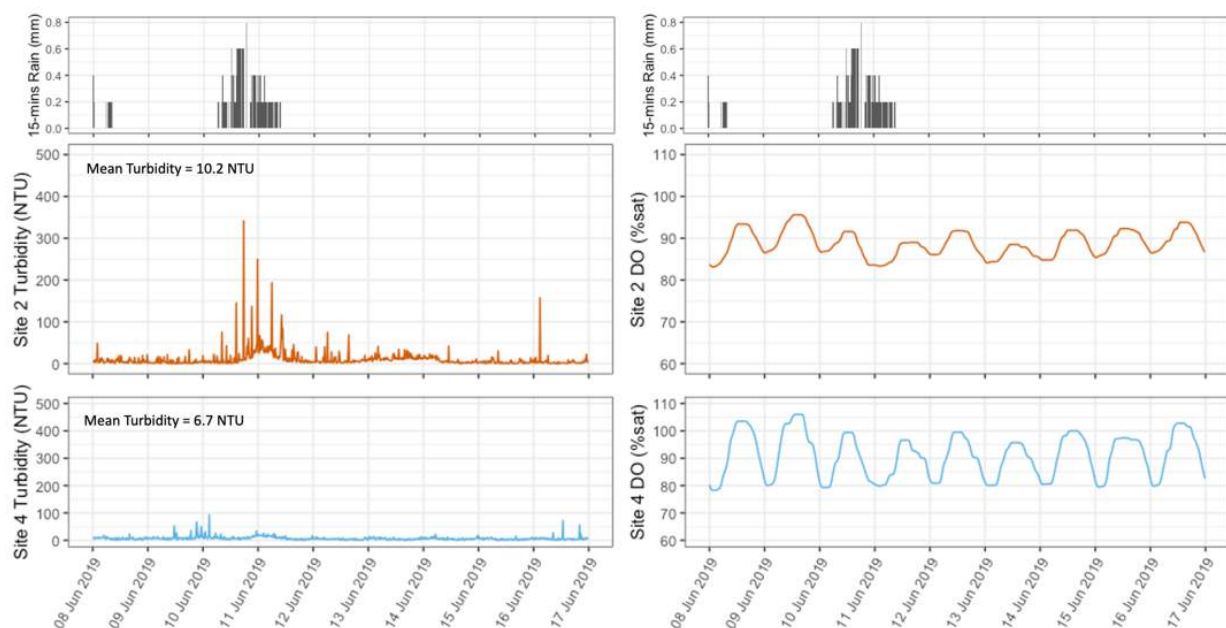 15-mins Rain (mm)
0.8
0.6
0.4
0.2
0.0
Site 2 Turbidity (NTU)
500
400
300
200
100
0
Mean Turbidity = 10.2 NTU
Site 4 Turbidity (NTU)
500
400
300
200
100
0
Mean Turbidity = 6.7 NTU
08 Jun 2019
09 Jun 2019
10 Jun 2019
11 Jun 2019
12 Jun 2019
13 Jun 2019
14 Jun 2019
15 Jun 2019
16 Jun 2019
17 Jun 2019
15-mins Rain (mm)
0.8
0.6
0.4
0.2
0.0
Site 2 DO (%sat)
110
100
90
80
70
60
Site 4 DO (%sat)
110
100
90
80
70
60
08 Jun 2019
09 Jun 2019
10 Jun 2019
11 Jun 2019
12 Jun 2019
13 Jun 2019
14 Jun 2019
15 Jun 2019
16 Jun 2019
17 Jun 2019